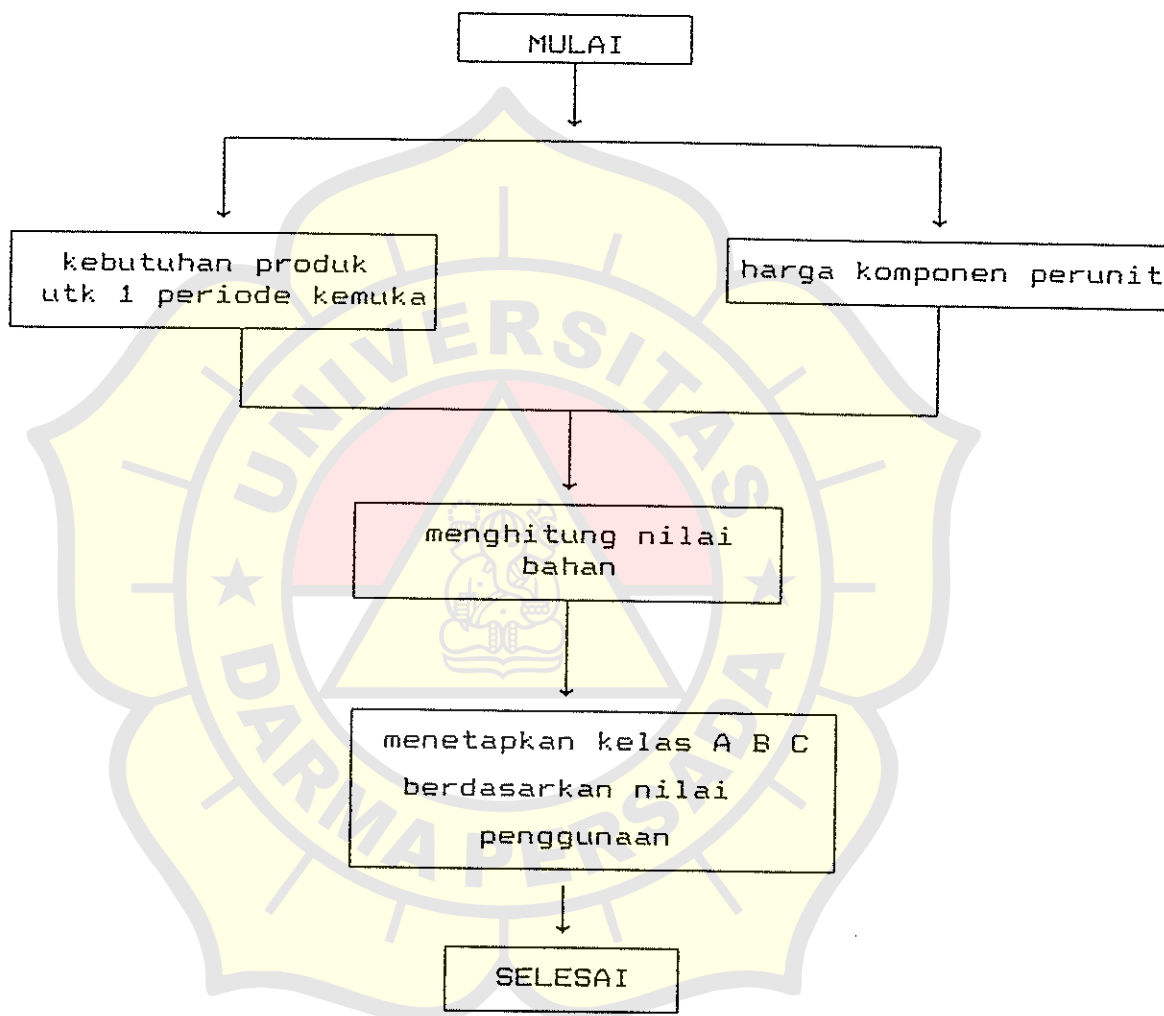 MULAI
kebutuhan produk
utk 1 periode kemuka
harga komponen perunit
menghitung nilai
bahan
menetapkan kelas A B C
berdasarkan nilai
penggunaan
SELESAI
UNIVERSITAS
DARMA PERSADA